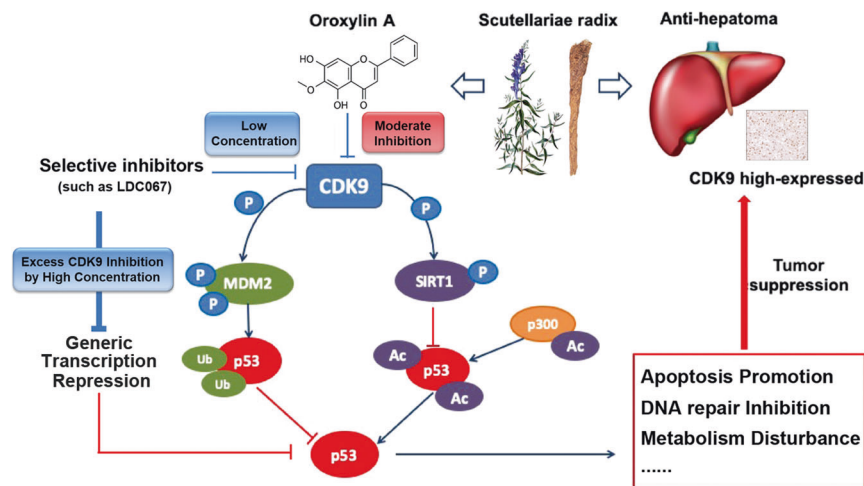 Oroxylin A
Scutellariae radix
Anti-hepatoma
HO
O
O
OH
O
Low
Concentration
Moderate
Inhibition
Selective inhibitors
(such as LDC067)
CDK9
CDK9 high-expressed
P
P
Excess CDK9 Inhibition
by High Concentration
P
P
MDM2
SIRT1
P
Tumor
suppression
p300
Ac
Generic
Transcription
Repression
Ub
Ub
p53
Ac
p53
Ac
Apoptosis Promotion
DNA repair Inhibition
Metabolism Disturbance
......
p53